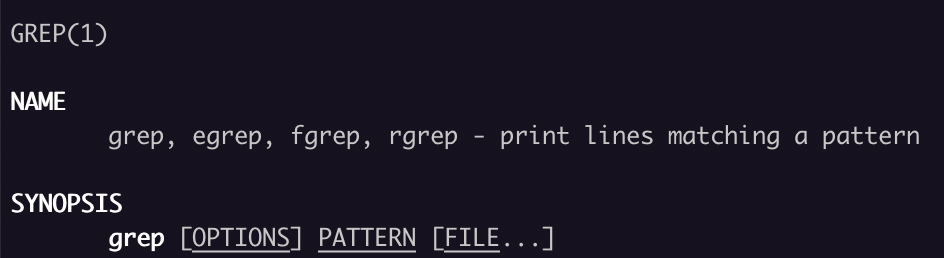 GREP(1)
NAME
grep, egrep, fgrep, rgrep - print lines matching a pattern
SYNOPSIS
grep [OPTIONS] PATTERN [FILE...]